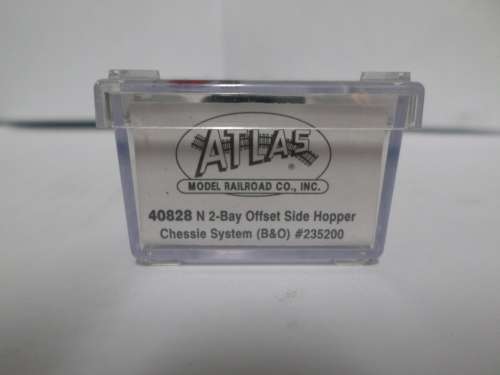 ATLAS®
MODEL RAILROAD CO., INC.
40828 N 2-Bay Offset Side Hopper
Chessie System (B&O) #235200